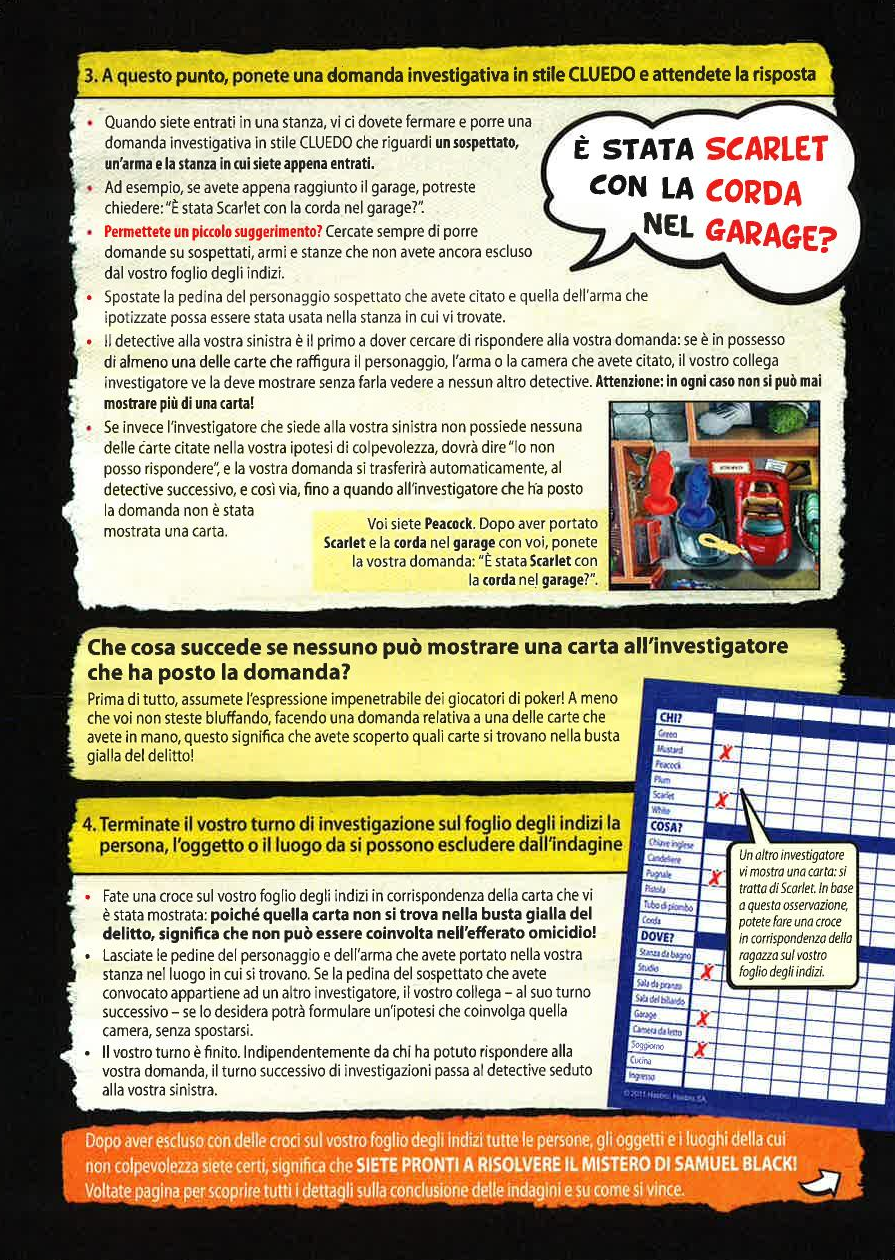 3. A questo punto, ponete una domanda investigativa in stile CLUEDO e attendete la risposta
• Quando siete entrati in una stanza, vi ci dovete fermare e porre una
domanda investigativa in stile CLUEDO che riguardi un sospettato,
un'arma e la stanza in cui siete appena entrati.
• Ad esempio, se avete appena raggiunto il garage, potreste
chiedere: "È stata Scarlet con la corda nel garage?".
• Permettete un piccolo suggerimento? Cercate sempre di porre
domande su sospettati, armi e stanze che non avete ancora escluso
dal vostro foglio degli indizi.
È STATA SCARLET
CON LA CORDA
NEL GARAGE?
• Spostate la pedina del personaggio sospettato che avete citato e quella dell'arma che
ipotizzate possa essere stata usata nella stanza in cui vi trovate.
• Il detective alla vostra sinistra è il primo a dover cercare di rispondere alla vostra domanda: se è in possesso
di almeno una delle carte che raffigura il personaggio, l'arma o la camera che avete citato, il vostro collega
investigatore ve la deve mostrare senza farla vedere a nessun altro detective. Attenzione: in ogni caso non si può mai
mostrare più di una carta!
• Se invece l'investigatore che siede alla vostra sinistra non possiede nessuna
delle carte citate nella vostra ipotesi di colpevolezza, dovrà dire "Io non
posso rispondere", e la vostra domanda si trasferirà automaticamente, al
detective successivo, e così via, fino a quando all'investigatore che ha posto
la domanda non è stata
mostrata una carta.
Voi siete Peacock. Dopo aver portato
Scarlet e la corda nel garage con voi, ponete
la vostra domanda: "È stata Scarlet con
la corda nel garage?".
Che cosa succede se nessuno può mostrare una carta all'investigatore
che ha posto la domanda?
Prima di tutto, assumete l'espressione impenetrabile dei giocatori di poker! A meno
che voi non steste bluffando, facendo una domanda relativa a una delle carte che
avete in mano, questo significa che avete scoperto quali carte si trovano nella busta
gialla del delitto!
4. Terminate il vostro turno di investigazione sul foglio degli indizi la
persona, l'oggetto o il luogo da si possono escludere dall'indagine
• Fate una croce sul vostro foglio degli indizi in corrispondenza della carta che vi
è stata mostrata: poiché quella carta non si trova nella busta gialla del
delitto, significa che non può essere coinvolta nell'efferato omicidio!
• Lasciate le pedine del personaggio e dell'arma che avete portato nella vostra
stanza nel luogo in cui si trovano. Se la pedina del sospettato che avete
convocato appartiene ad un altro investigatore, il vostro collega – al suo turno
successivo – se lo desidera potrà formulare un'ipotesi che coinvolga quella
camera, senza spostarsi.
• Il vostro turno è finito. Indipendentemente da chi ha potuto rispondere alla
vostra domanda, il turno successivo di investigazioni passa al detective seduto
alla vostra sinistra.
CHI?
Green
Mustard
X
Peacock
Plum
Scarlet
X
White
COSA?
Chiave inglese
Candeliere
Pugnale
X
Pistola
Tubo di piombo
Corda
DOVE?
Stanza da bagno
Studio
X
Sala da pranzo
Sala del biliardo
Garage
X
Camera da letto
Soggiorno
X
Cucina
Ingresso
© 2011 Hasbro. Hasbro SA.
Un altro investigatore
vi mostra una carta: si
tratta di Scarlet. In base
a questa osservazione,
potete fare una croce
in corrispondenza della
ragazza sul vostro
foglio degli indizi.
Dopo aver escluso con delle croci sul vostro foglio degli indizi tutte le persone, gli oggetti e i luoghi della cui
non colpevolezza siete certi, significa che SIETE PRONTI A RISOLVERE IL MISTERO DI SAMUEL BLACK!
Voltate pagina per scoprire tutti i dettagli sulla conclusione delle indagini e su come si vince.